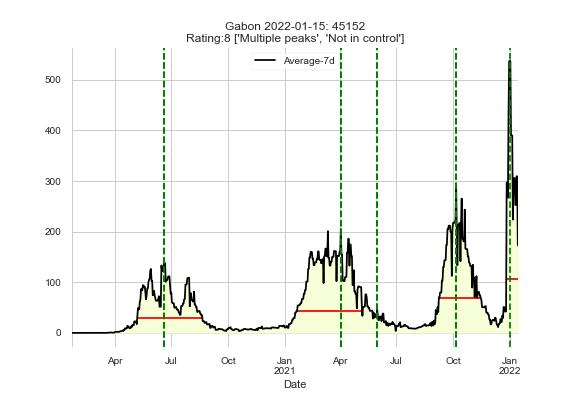 Gabon 2022-01-15: 45152
Rating:8 ['Multiple peaks', 'Not in control']
Average-7d
500
400
300
200
100
0
Apr Jul Oct Jan Apr Jul Oct Jan
2021 2022
Date